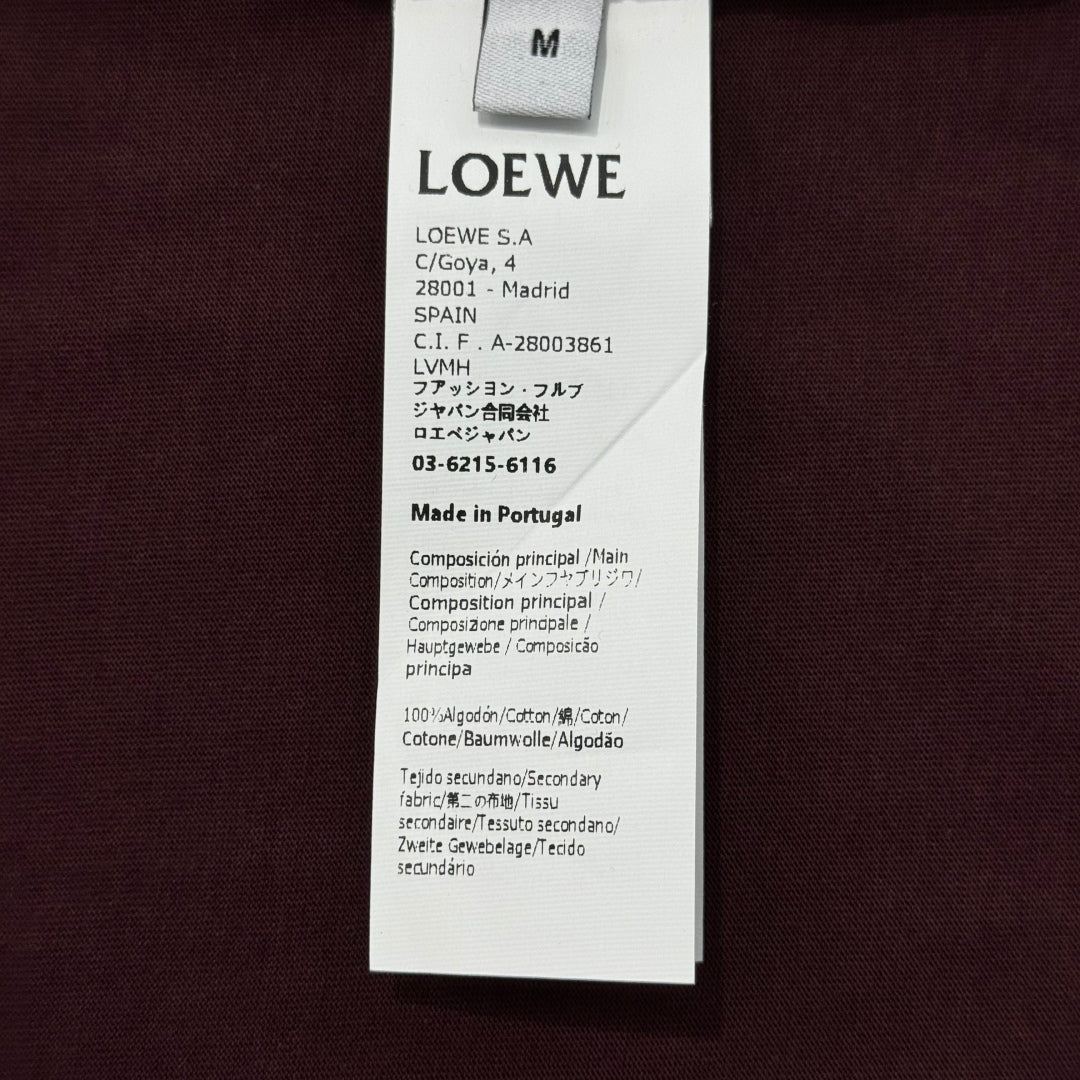 M
LOEWE
LOEWE S.A
C/Goya, 4
28001 - Madrid
SPAIN
C.I. F . A-28003861
LVMH
フアッション・フルブ
ジャパン合同会社
ロエベジャパン
03-6215-6116
Made in Portugal
Composición principal /Main
Composition/メインフヤブリジワ/
Composition principal /
Composizione principale /
Hauptgewebe / Composicão
principa
100%Algodón/Cotton/綿/Coton/
Cotone/Baumwolle/Algodão
Tejido secundano/Secondary
fabric/第二の布地/Tissu
secondaire/Tessuto secondano/
Zweite Gewebelage/Tecido
secundário